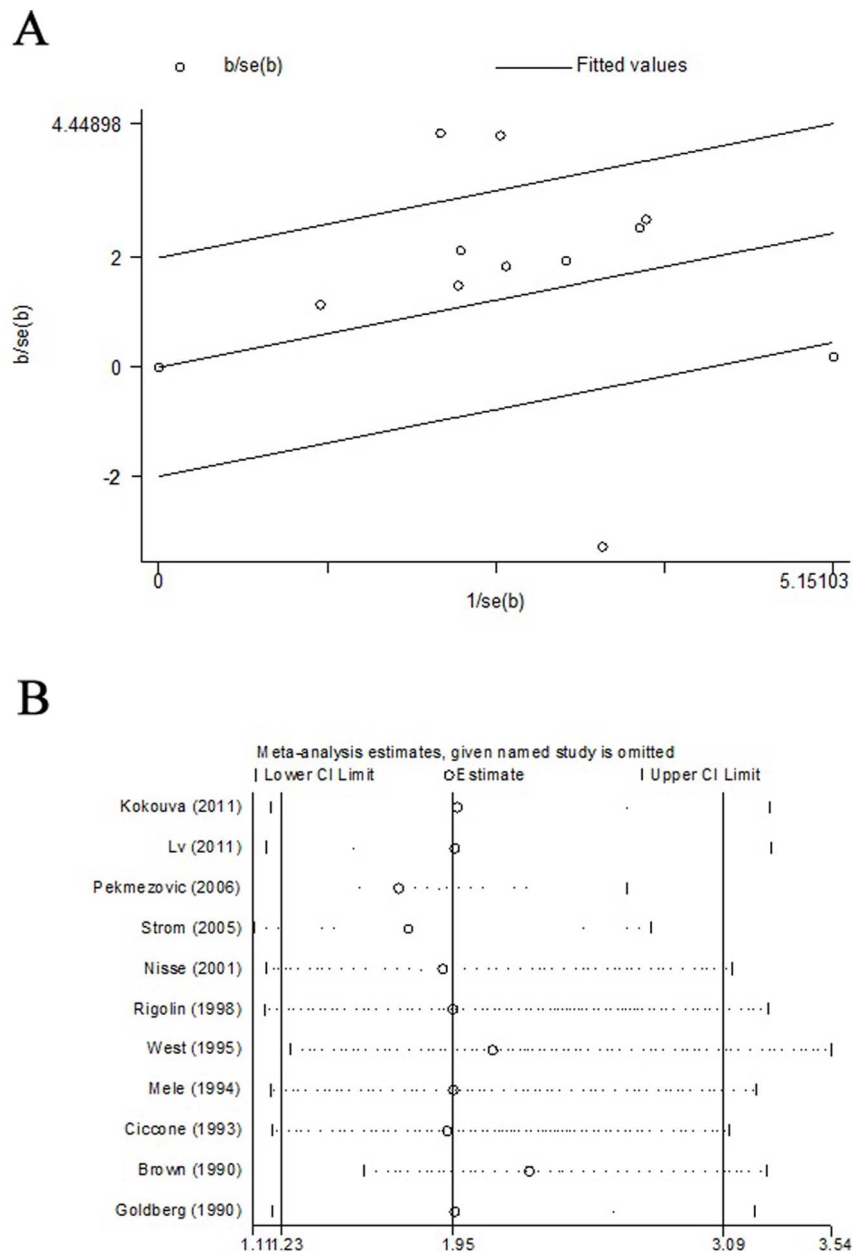 A
b/se(b) Fitted values
4.44898
2
0
-2
b/se(b)
0 5.15103
1/se(b)
B
Meta-analysis estimates, given named study is omitted
Lower CI Limit Estimate Upper CI Limit
Kokouva (2011)
Lv (2011)
Pekmezovic (2006)
Strom (2005)
Nisse (2001)
Rigolin (1998)
West (1995)
Mele (1994)
Ciccone (1993)
Brown (1990)
Goldberg (1990)
1.11 1.23 1.95 3.09 3.54